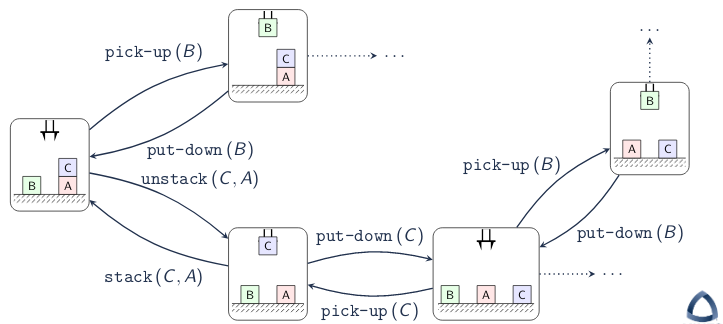 B
pick-up(B)
C
A
...
put-down(B)
C
B A
unstack(C, A)
stack(C, A)
C
B A
put-down(C)
pick-up(C)
B A C
...
pick-up(B)
put-down(B)
...
B
A C